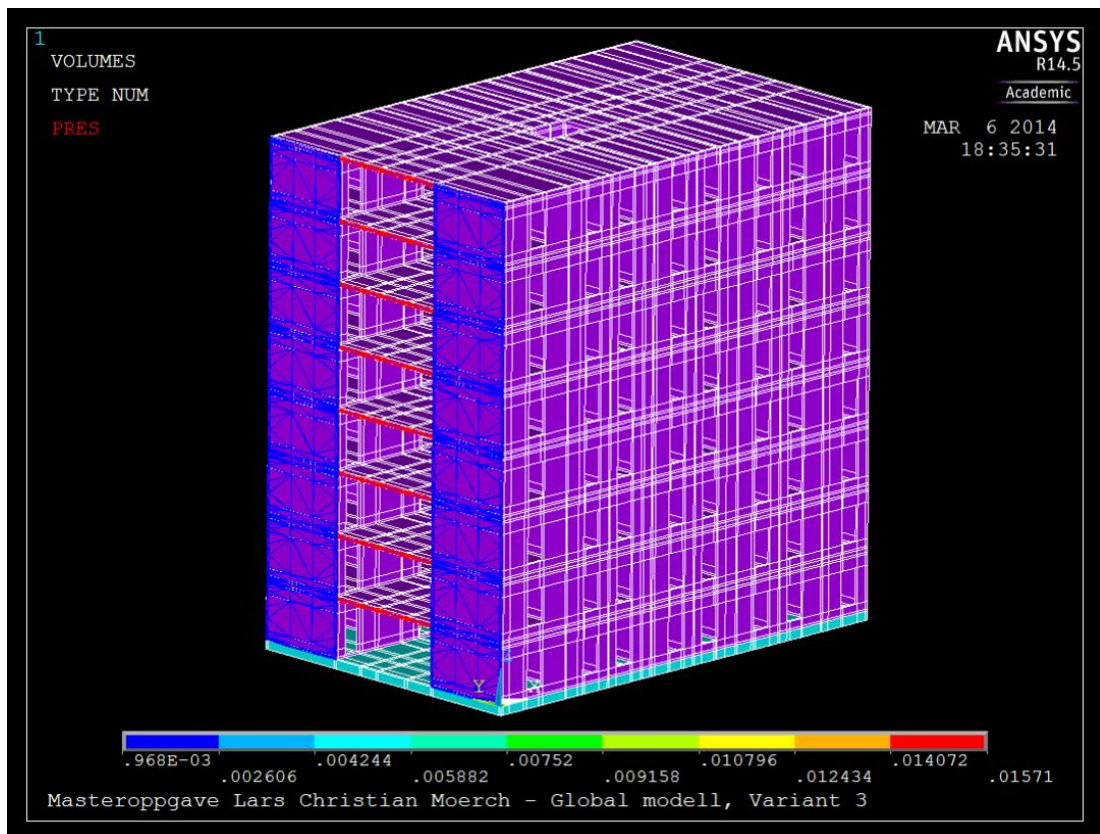 1
VOLUMES
TYPE NUM
PRES
ANSYS
R14.5
Academic
MAR 6 2014
18:35:31
Y
X
.968E-03 .004244 .00752 .010796 .014072
.002606 .005882 .009158 .012434 .01571
Masteroppgave Lars Christian Moerch - Global modell, Variant 3